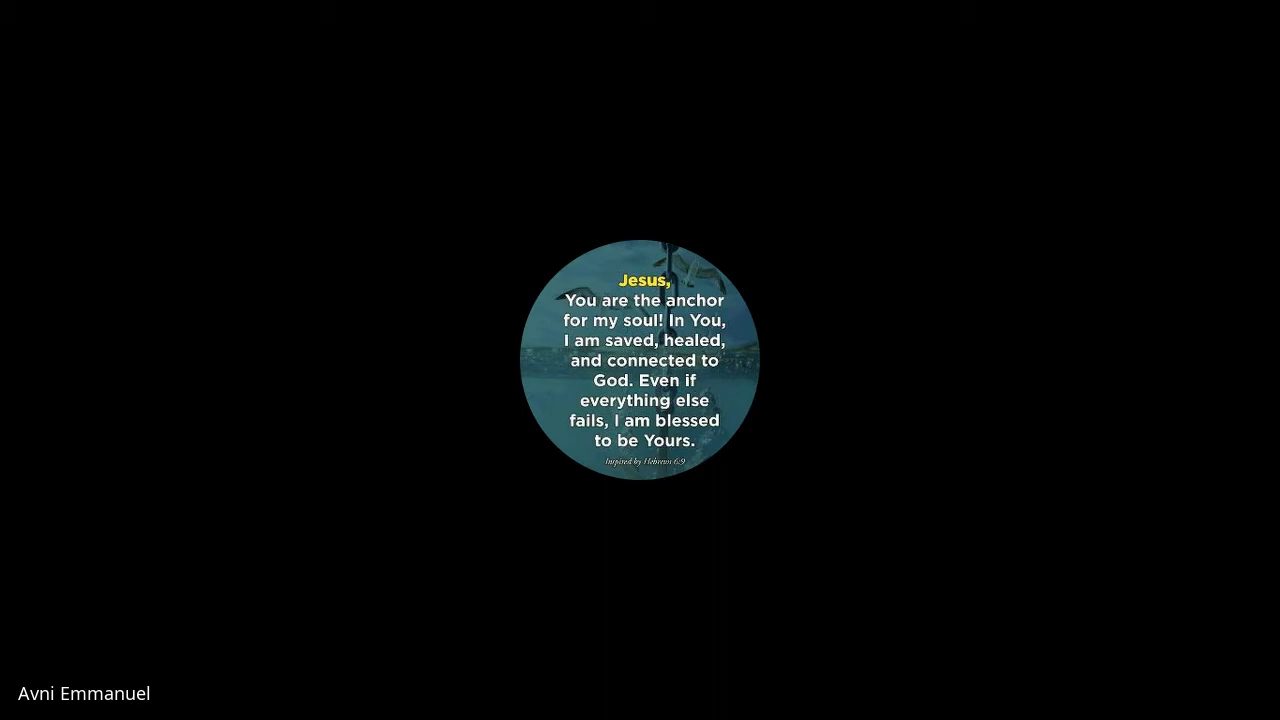 Jesus,
You are the anchor
for my soul! In You,
I am saved, healed,
and connected to
God. Even if
everything else
fails, I am blessed
to be Yours.
Inspired by Hebrews 6:9
Avni Emmanuel